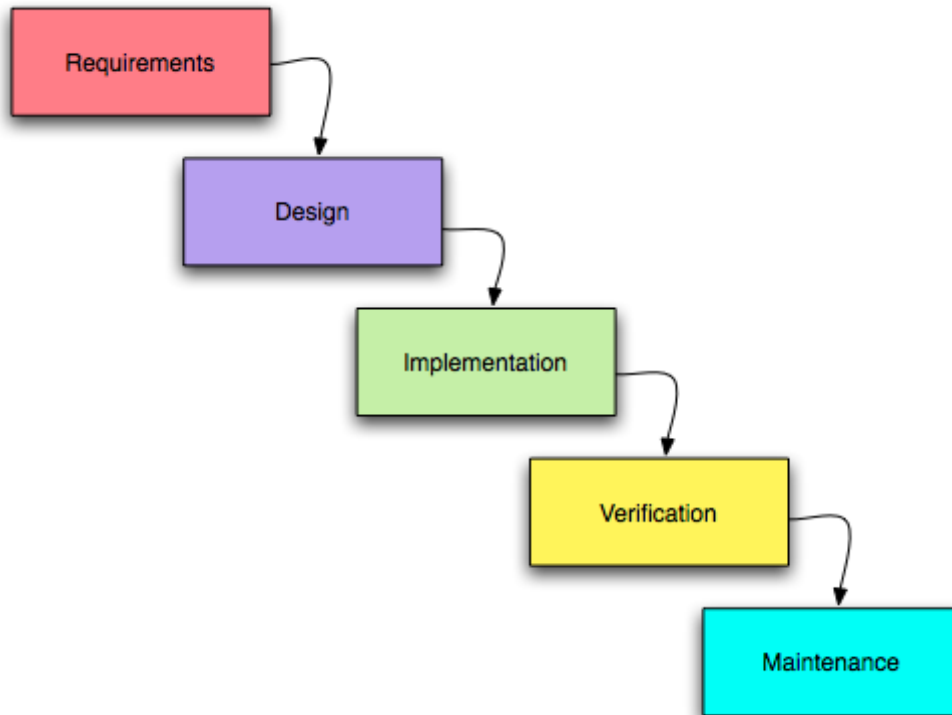 Requirements
Design
Implementation
Verification
Maintenance